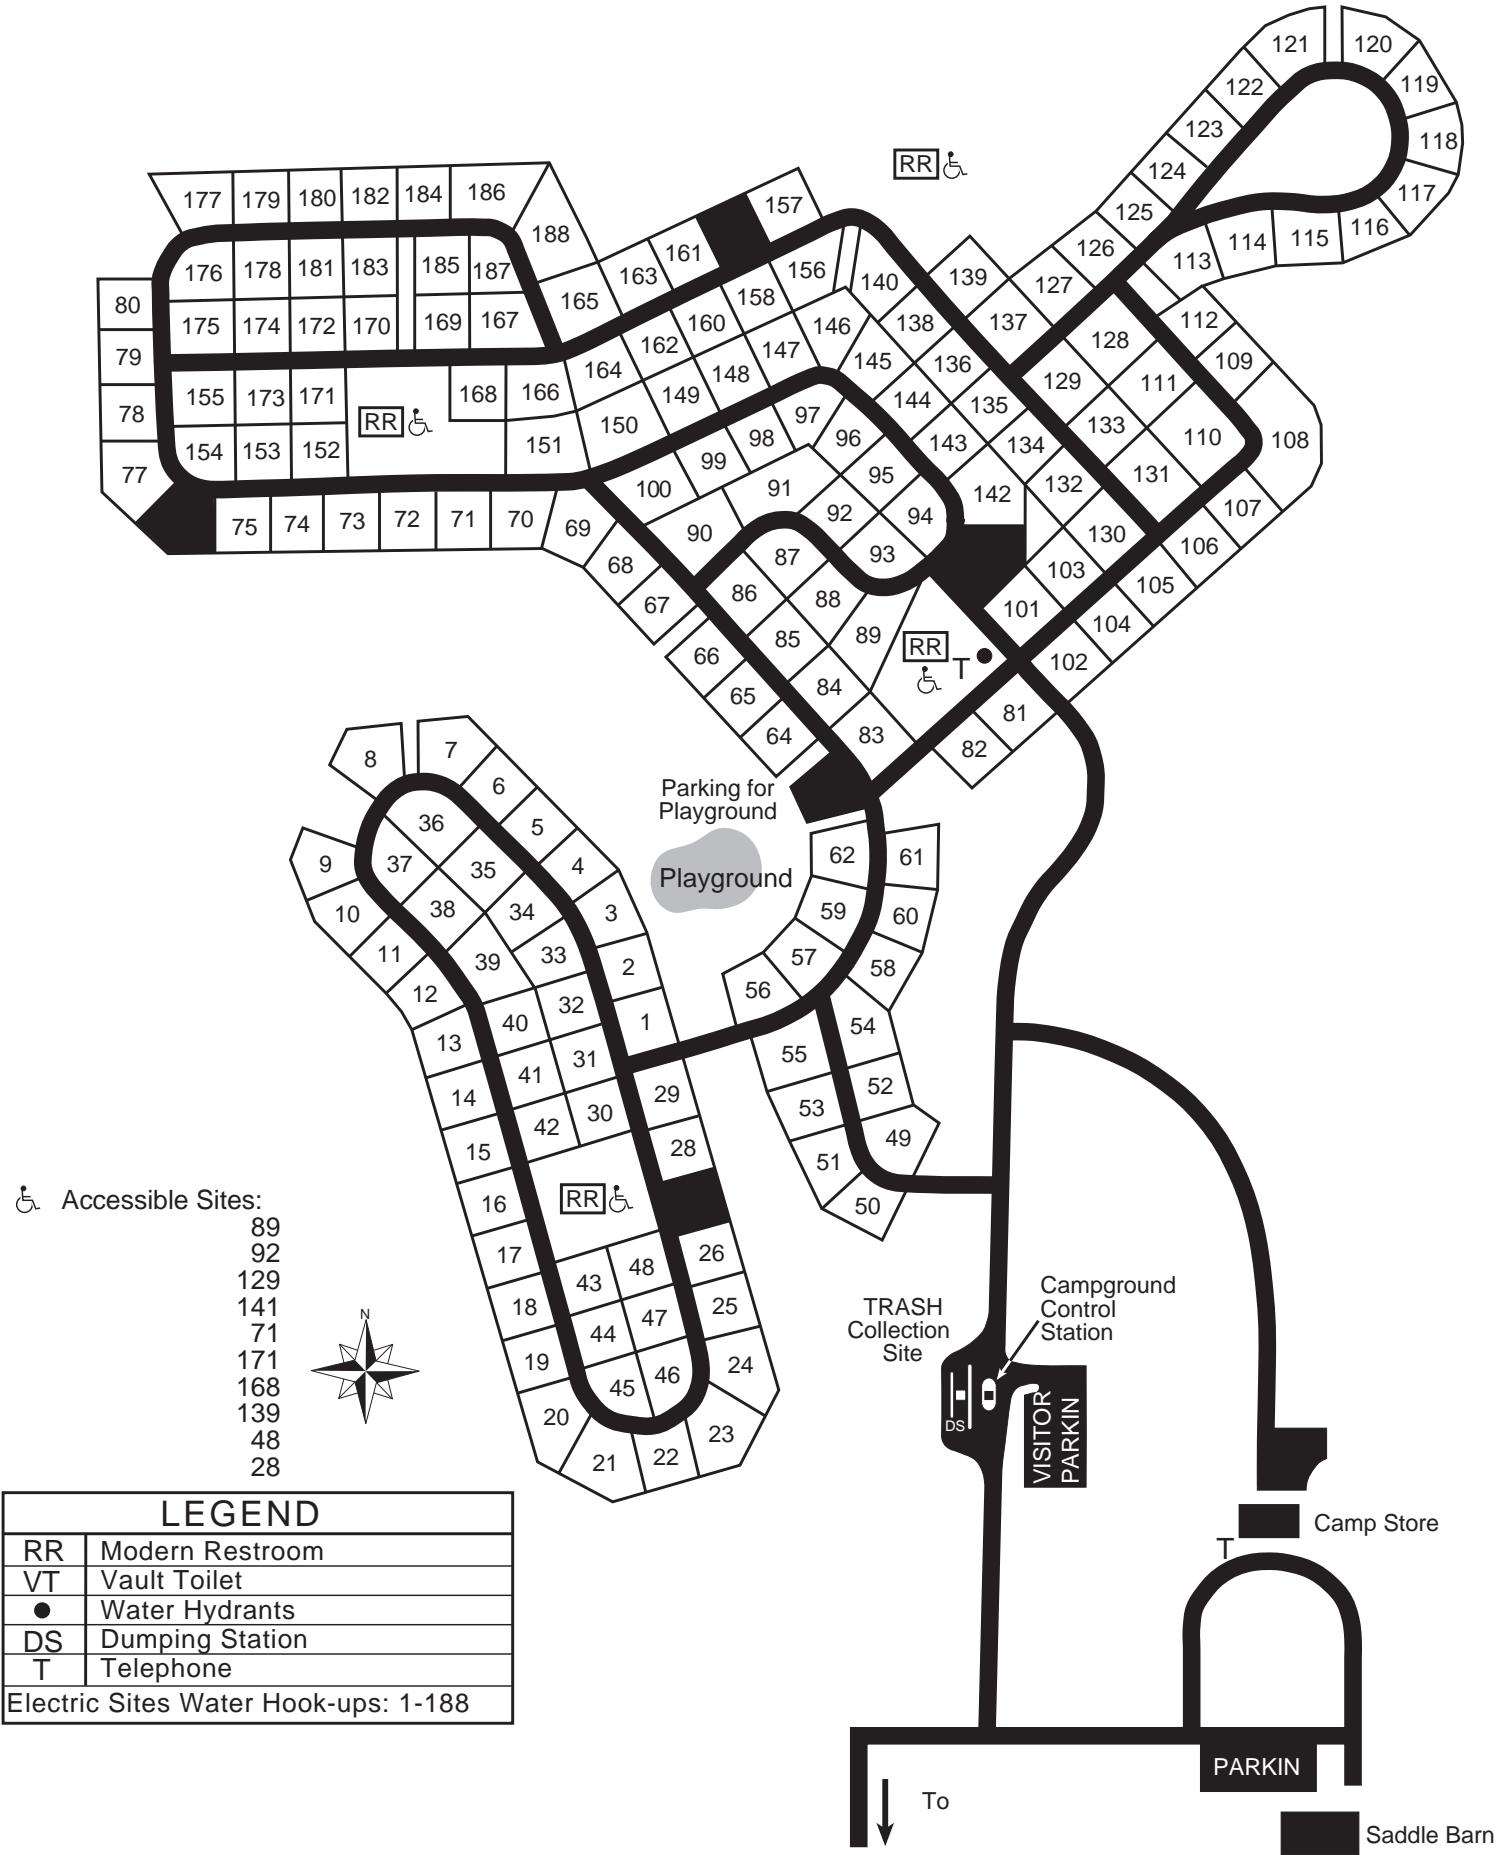 121 120
122 119
123 118
124 117
125 116
126 113 114 115
127
RR
177 179 180 182 184 186
188
157
176 178 181 183 185 187
161
163
165
156
158
140
139
137
138
80
175 174 172 170 169 167
160
162
164
146
147
145
136
112
128
109
79
155 173 171
RR
168 166
148
149
150
144
135
129
111
78
154 153 152
151
97
98
99
100
96
143
134
133
110
108
77
75 74 73 72 71 70 69
91
90
95
92
94
93
142
132
131
107
130
106
68
67
87
86
88
103
105
101
104
66
85
89
RR
T
102
65
84
81
64
83
82
8 7
6
36
5
Parking for
Playground
9 37 35 4
Playground
62 61
10 38 34 3
59 60
11 39 33 2
57 58
12 40 32 1
56
54
13 41 31
55
14 42 30 29
53 52
15 28
51 49
16 RR
50
17 43 48 26
18 44 47 25
19 45 46 24
20 21 22 23
Accessible Sites:
89
92
129
141
71
171
168
139
48
28
N
TRASH
Collection
Site
Campground
Control
Station
DS
VISITOR
PARKIN
LEGEND
RR Modern Restroom
VT Vault Toilet
● Water Hydrants
DS Dumping Station
T Telephone
Electric Sites Water Hook-ups: 1-188
Camp Store
T
PARKIN
To
Saddle Barn